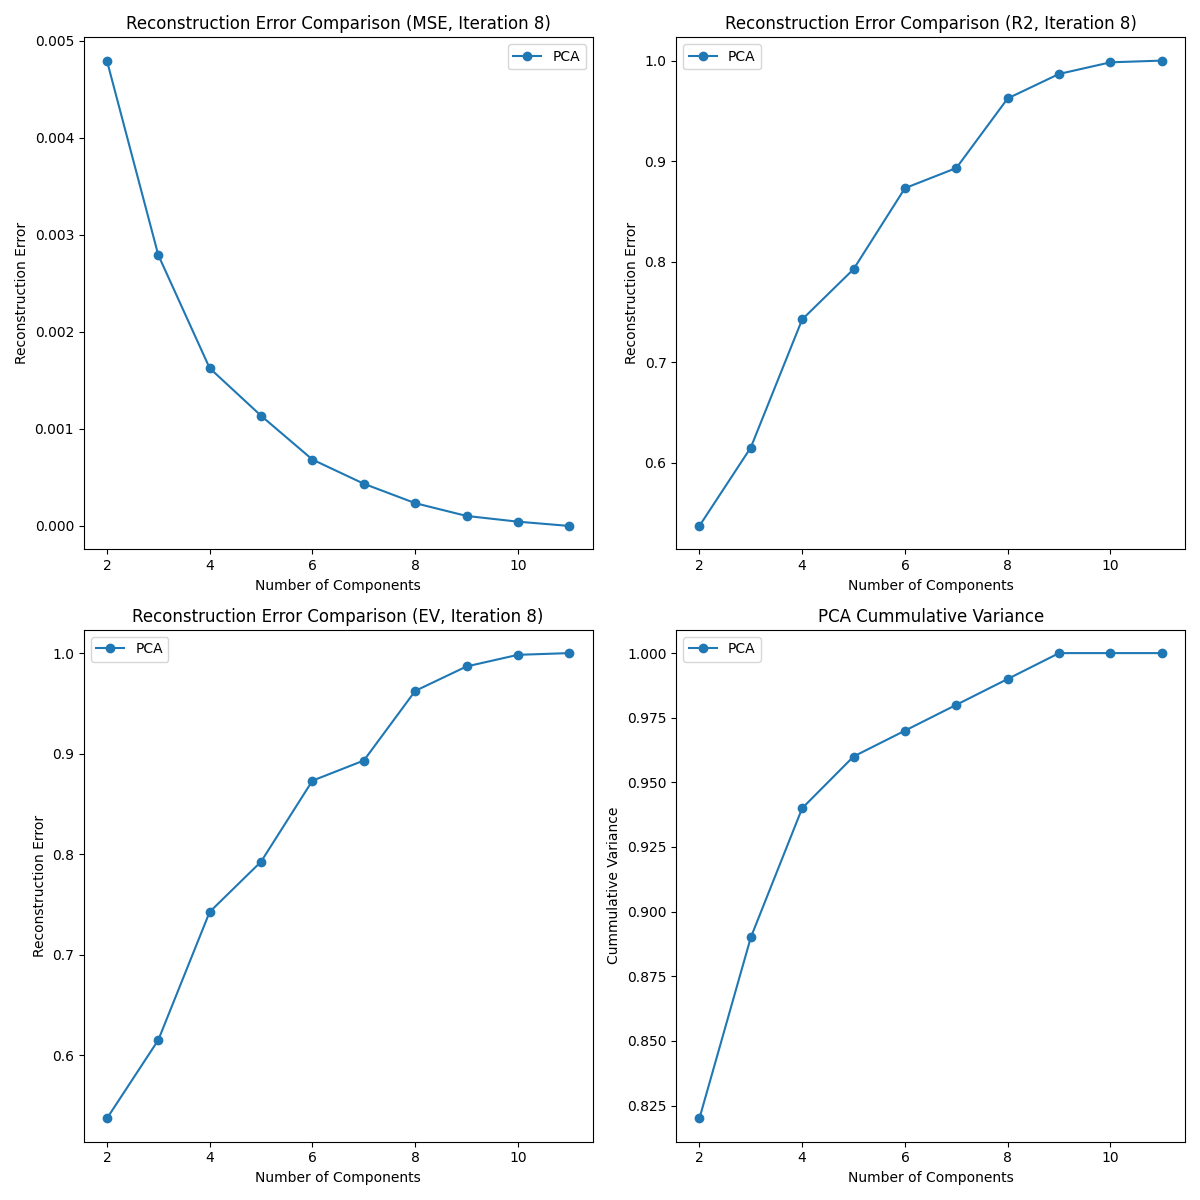 Reconstruction Error Comparison (MSE, Iteration 8)
PCA
0.005
0.004
0.003
0.002
0.001
0.000
Reconstruction Error
2 4 6 8 10
Number of Components
Reconstruction Error Comparison (R2, Iteration 8)
PCA
1.0
0.9
0.8
0.7
0.6
Reconstruction Error
2 4 6 8 10
Number of Components
Reconstruction Error Comparison (EV, Iteration 8)
PCA
1.0
0.9
0.8
0.7
0.6
Reconstruction Error
2 4 6 8 10
Number of Components
PCA Cummulative Variance
PCA
1.000
0.975
0.950
0.925
0.900
0.875
0.850
0.825
Cummulative Variance
2 4 6 8 10
Number of Components